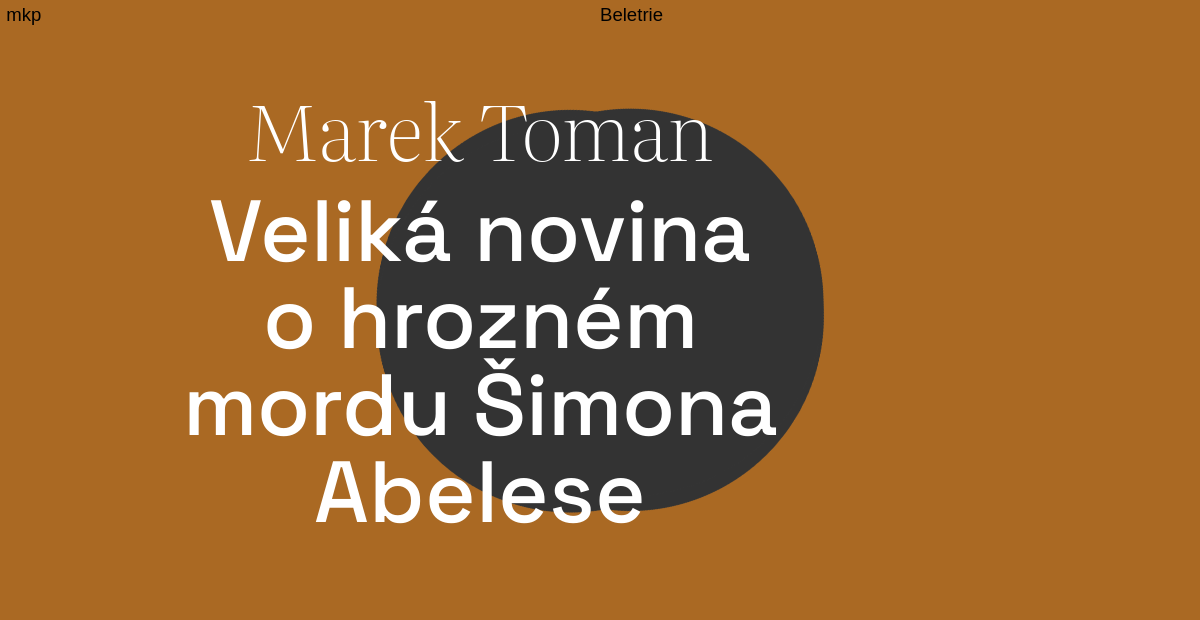 mkp
Beletrie
Marek Toman
Veliká novina
o hrozném
mordu Šimona
Abelese